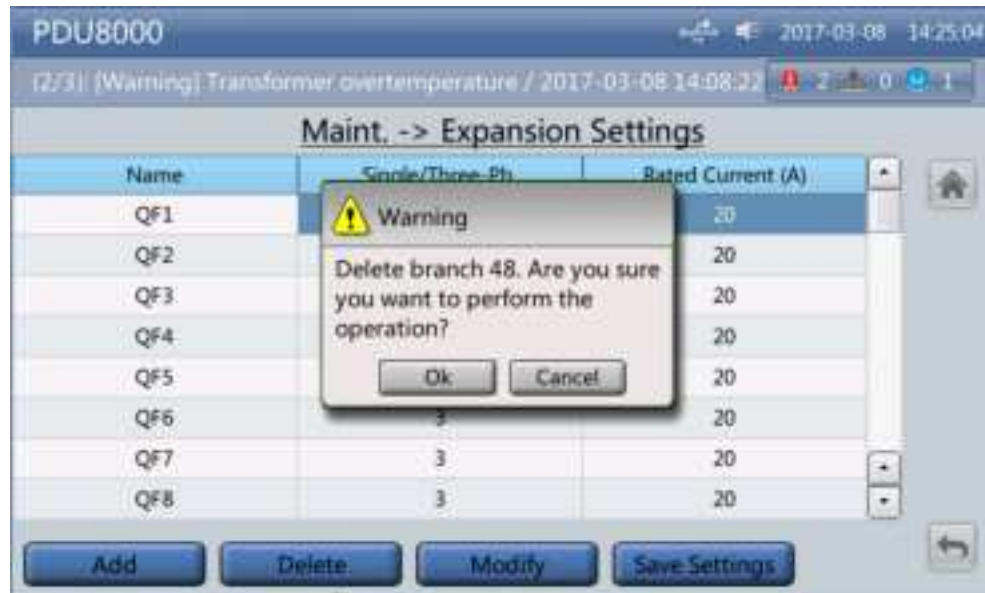 PDU8000 2017-03-08 14:25:04
(2/3): [Warning] Transformer overtemperature / 2017-03-08 14:08:22 2 0 1
Maint. -> Expansion Settings
Name Single/Three-Ph. Rated Current (A)
QF1 20
QF2 20
QF3 20
QF4 20
QF5 20
QF6 3 20
QF7 3 20
QF8 3 20
Warning
Delete branch 48. Are you sure
you want to perform the
operation?
Ok Cancel
Add Delete Modify Save Settings